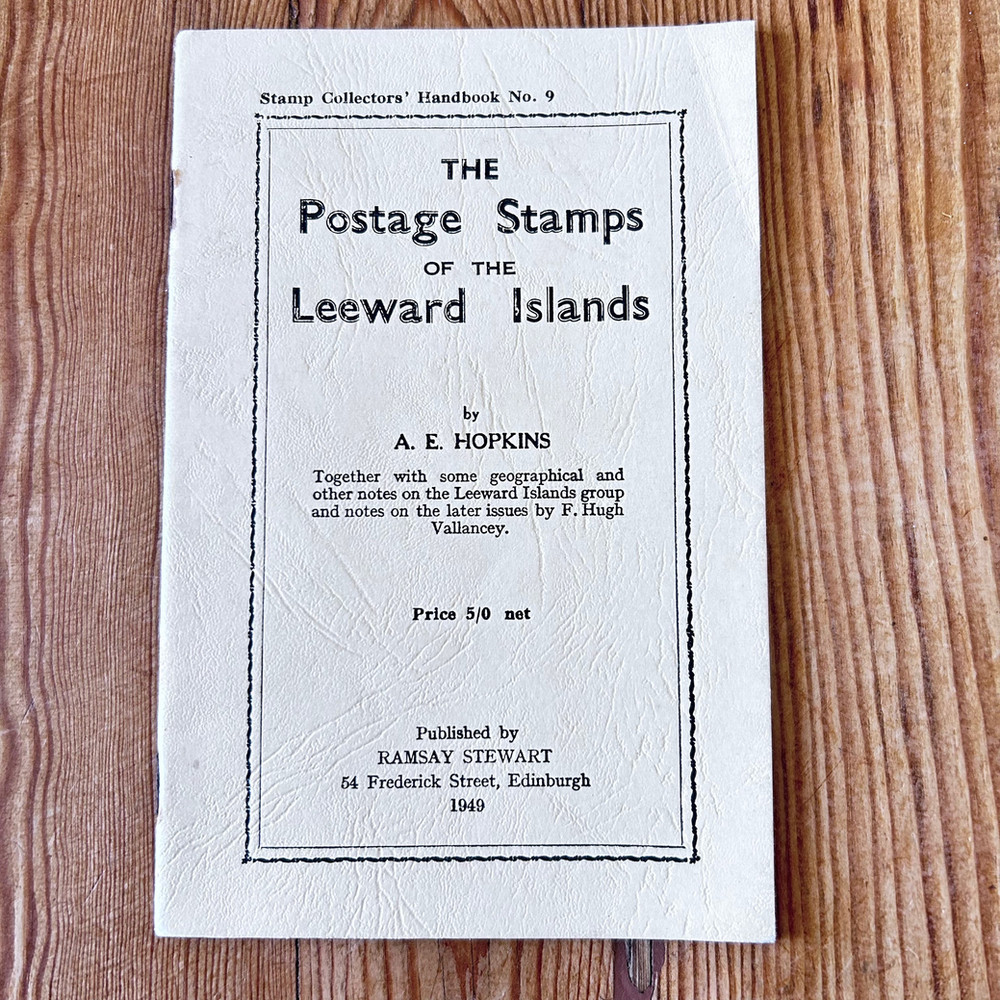 Stamp Collectors' Handbook No. 9
THE
Postage Stamps
OF THE
Leeward Islands
by
A. E. HOPKINS
Together with some geographical and
other notes on the Leeward Islands group
and notes on the later issues by F. Hugh
Vallancey.
Price 5/0 net
Published by
RAMSAY STEWART
54 Frederick Street, Edinburgh
1949